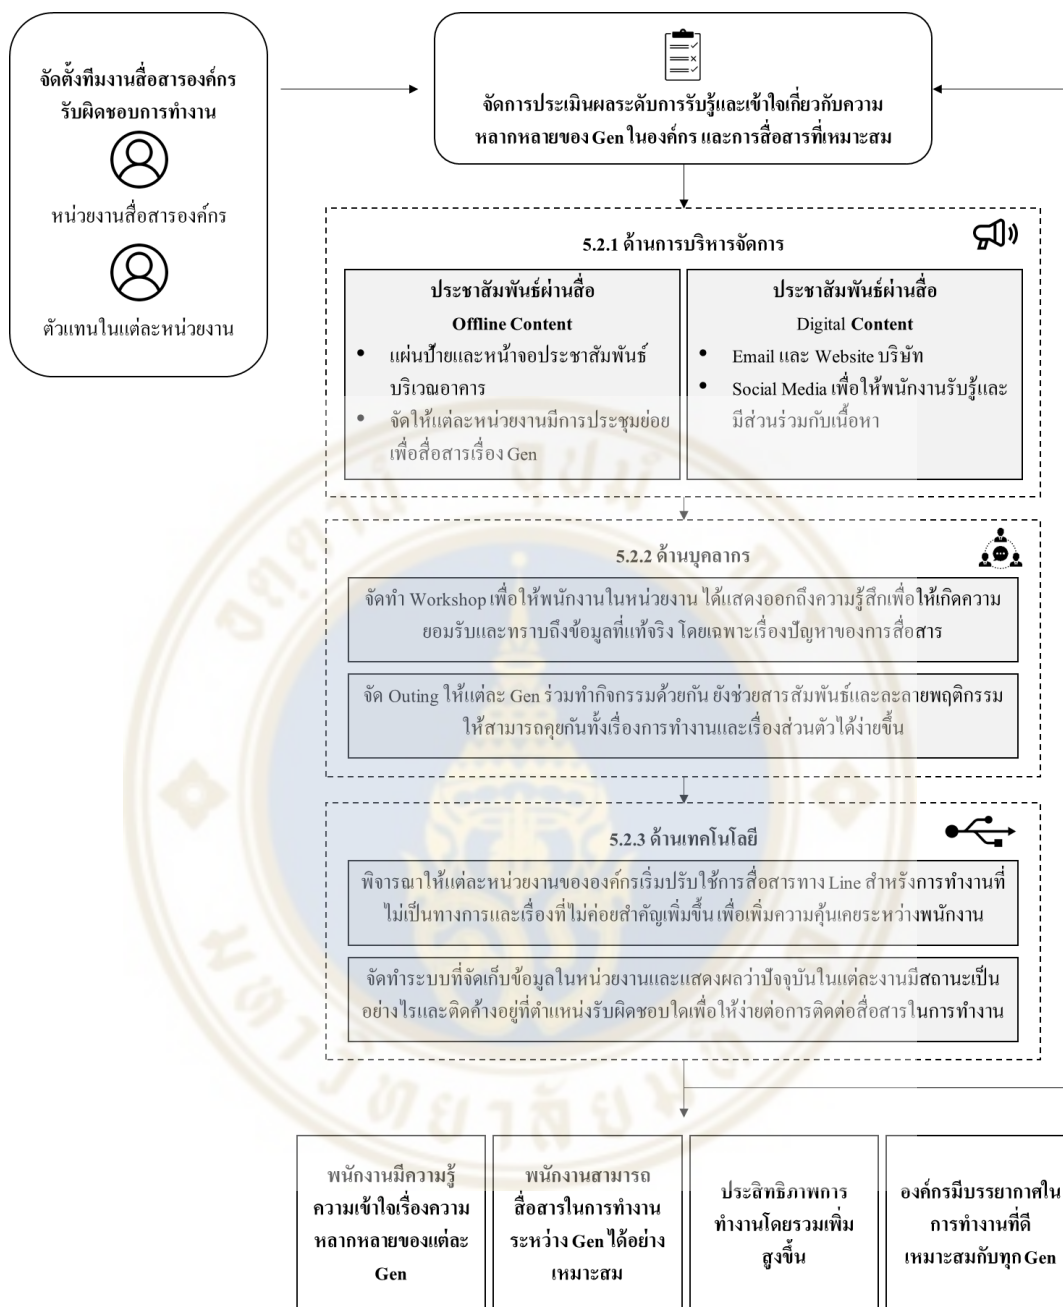 จัดตั้งทีมงานสื่อสารองค์กร
รับผิดชอบการทำงาน
หน่วยงานสื่อสารองค์กร
ตัวแทนในแต่ละหน่วยงาน
จัดการประเมินผลระดับการรับรู้และเข้าใจเกี่ยวกับความ
หลากหลายของ Gen ในองค์กร และการสื่อสารที่เหมาะสม
5.2.1 ด้านการบริหารจัดการ
ประชาสัมพันธ์ผ่านสื่อ
Offline Content
• แผ่นป้ายและหน้าจอประชาสัมพันธ์
บริเวณอาคาร
• จัดให้แต่ละหน่วยงานมีการประชุมย่อย
เพื่อสื่อสารเรื่อง Gen
ประชาสัมพันธ์ผ่านสื่อ
Digital Content
• Email และ Website บริษัท
• Social Media เพื่อให้พนักงานรับรู้และ
มีส่วนร่วมกับเนื้อหา
5.2.2 ด้านบุคลากร
จัดทำ Workshop เพื่อให้พนักงานในหน่วยงาน ได้แสดงออกถึงความรู้สึกเพื่อให้เกิดความ
ยอมรับและทราบถึงข้อมูลที่แท้จริง โดยเฉพาะเรื่องปัญหาของการสื่อสาร
จัด Outing ให้แต่ละ Gen ร่วมทำกิจกรรมด้วยกัน ยังช่วยสารสัมพันธ์และละลายพฤติกรรม
ให้สามารถคุยกันทั้งเรื่องการทำงานและเรื่องส่วนตัวได้ง่ายขึ้น
5.2.3 ด้านเทคโนโลยี
พิจารณาให้แต่ละหน่วยงานขององค์กรเริ่มปรับใช้การสื่อสารทาง Line สำหรับการทำงานที่
ไม่เป็นทางการและเรื่องที่ไม่ค่อยสำคัญเพิ่มขึ้น เพื่อเพิ่มความคุ้นเคยระหว่างพนักงาน
จัดทำระบบที่จัดเก็บข้อมูลในหน่วยงานและแสดงผลว่าปัจจุบันในแต่ละงานมีสถานะเป็น
อย่างไรและติดค้างอยู่ที่ตำแหน่งรับผิดชอบใดเพื่อให้ง่ายต่อการติดต่อสื่อสารในการทำงาน
พนักงานมีความรู้
ความเข้าใจเรื่องความ
หลากหลายของแต่ละ
Gen
พนักงานสามารถ
สื่อสารในการทำงาน
ระหว่าง Gen ได้อย่าง
เหมาะสม
ประสิทธิภาพการ
ทำงานโดยรวมเพิ่ม
สูงขึ้น
องค์กรมีบรรยากาศใน
การทำงานที่ดี
เหมาะสมกับทุก Gen
มหาวิทยาลัยมหิดล